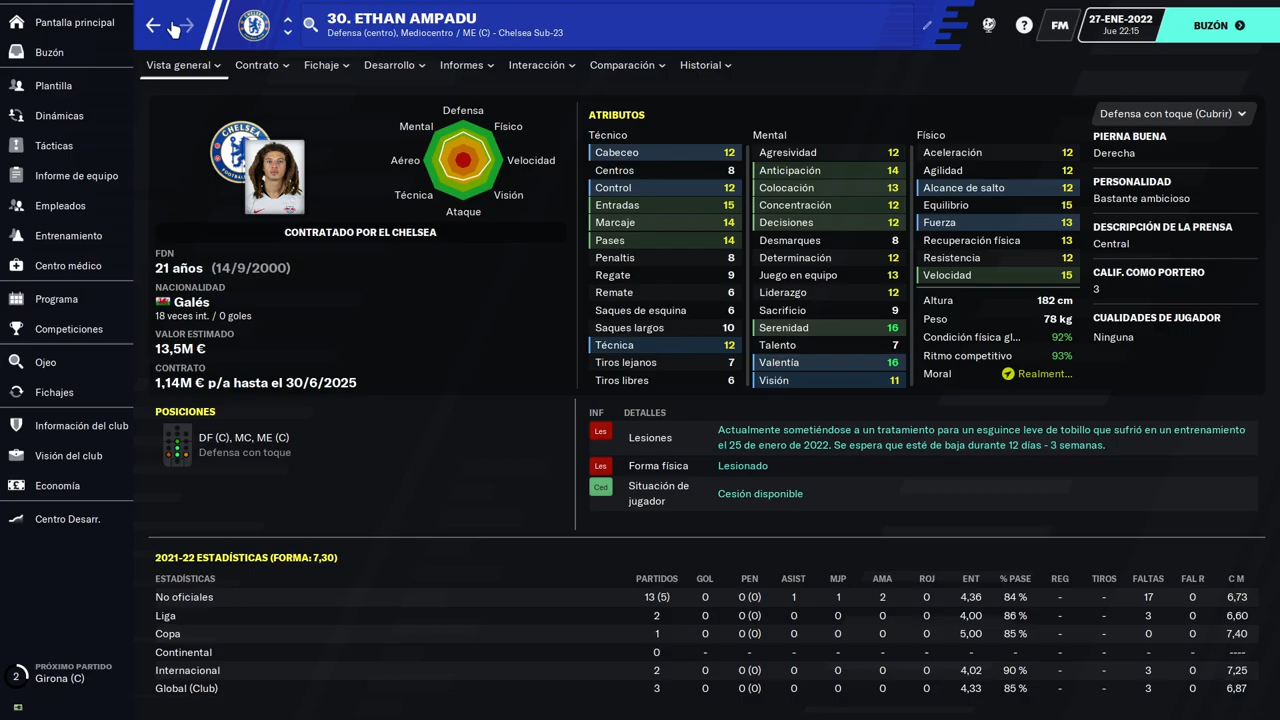 Pantalla principal
Buzón
Plantilla
Dinámicas
Tácticas
Informe de equipo
Empleados
Entrenamiento
Centro médico
Programa
Competiciones
Ojeo
Fichajes
Información del club
Visión del club
Economía
Centro Desarr.
2
PRÓXIMO PARTIDO
Girona (C)
30. ETHAN AMPADU
Defensa (centro), Mediocentro / ME (C) - Chelsea Sub-23
?
FM
27-ENE-2022
Jue 22:15
BUZÓN
Vista general
Contrato
Fichaje
Desarrollo
Informes
Interacción
Comparación
Historial
CHELSEA
Defensa
Mental
Físico
Aéreo
Velocidad
Técnica
Visión
Ataque
CONTRATADO POR EL CHELSEA
FDN
21 años (14/9/2000)
NACIONALIDAD
Galés
18 veces int. / 0 goles
VALOR ESTIMADO
13,5M €
CONTRATO
1,14M € p/a hasta el 30/6/2025
ATRIBUTOS
Técnico
Cabeceo 12
Centros 8
Control 12
Entradas 15
Marcaje 14
Pases 14
Penaltis 8
Regate 9
Remate 6
Saques de esquina 6
Saques largos 10
Técnica 12
Tiros lejanos 7
Tiros libres 6
Mental
Agresividad 12
Anticipación 14
Colocación 13
Concentración 12
Decisiones 12
Desmarques 8
Determinación 12
Juego en equipo 13
Liderazgo 12
Sacrificio 9
Serenidad 16
Talento 7
Valentía 16
Visión 11
Físico
Aceleración 12
Agilidad 12
Alcance de salto 12
Equilibrio 15
Fuerza 13
Recuperación física 13
Resistencia 12
Velocidad 15
Altura 182 cm
Peso 78 kg
Condición física gl... 92%
Ritmo competitivo 93%
Moral Realment...
Defensa con toque (Cubrir)
PIERNA BUENA
Derecha
PERSONALIDAD
Bastante ambicioso
DESCRIPCIÓN DE LA PRENSA
Central
CALIF. COMO PORTERO
3
CUALIDADES DE JUGADOR
Ninguna
POSICIONES
DF (C), MC, ME (C)
Defensa con toque
INF DETALLES
Les Lesiones Actualmente sometiéndose a un tratamiento para un esguince leve de tobillo que sufrió en un entrenamiento
el 25 de enero de 2022. Se espera que esté de baja durante 12 días - 3 semanas.
Les Forma física Lesionado
Ced Situación de
jugador Cesión disponible
2021-22 ESTADÍSTICAS (FORMA: 7,30)
ESTADÍSTICAS PARTIDOS GOL PEN ASIST MJP AMA ROJ ENT % PASE REG TIROS FALTAS FAL R C M
No oficiales 13 (5) 0 0 (0) 1 1 2 0 4,36 84 % - - 17 0 6,73
Liga 2 0 0 (0) 0 0 0 0 4,00 86 % - - 3 0 6,60
Copa 1 0 0 (0) 0 0 0 0 5,00 85 % - - 0 0 7,40
Continental 0 - - - - - - - - - - - - ----
Internacional 2 0 0 (0) 0 0 0 0 4,02 90 % - - 3 0 7,25
Global (Club) 3 0 0 (0) 0 0 0 0 4,33 85 % - - 3 0 6,87